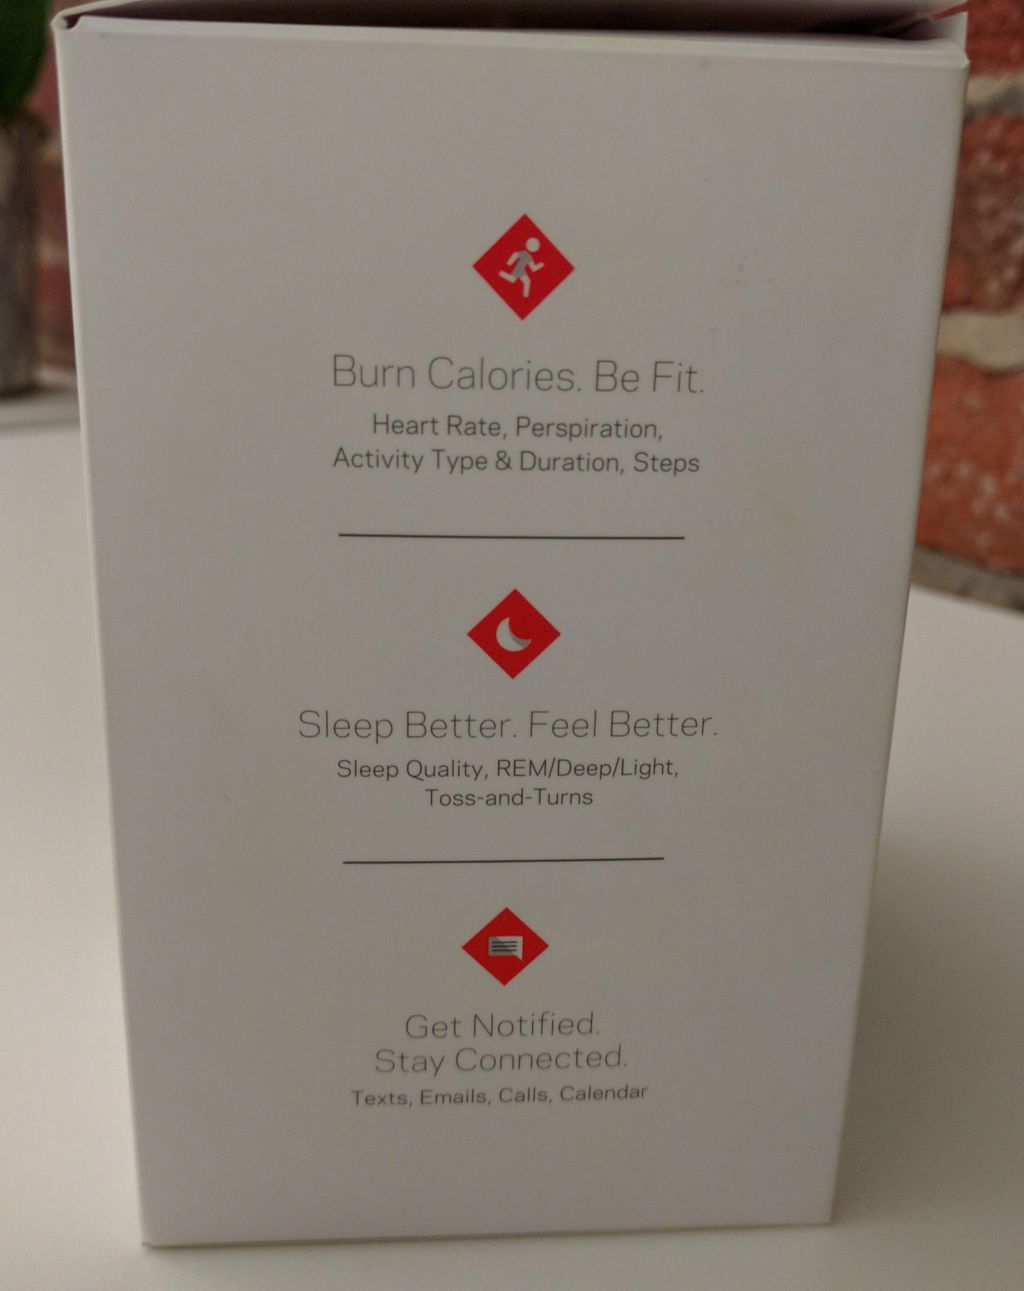 Burn Calories. Be Fit.
Heart Rate, Perspiration,
Activity Type & Duration, Steps
Sleep Better. Feel Better.
Sleep Quality, REM/Deep/Light,
Toss-and-Turns
Get Notified.
Stay Connected.
Texts, Emails, Calls, Calendar